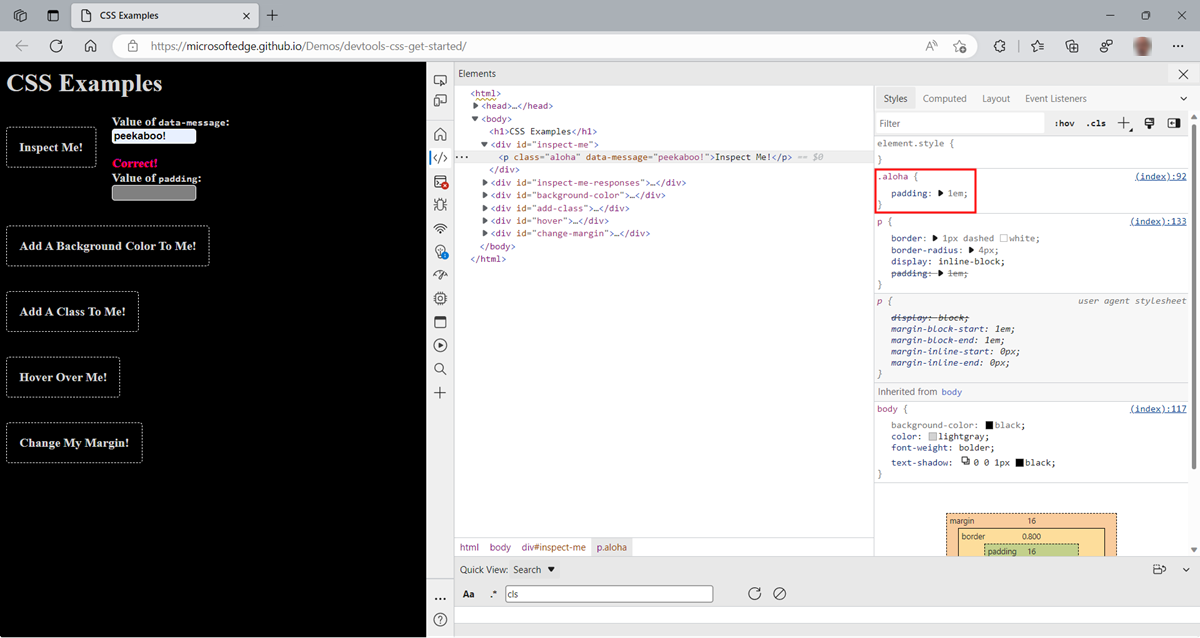 CSS Examples
https://microsoftedge.github.io/Demos/devtools-css-get-started/
CSS Examples
Inspect Me!
Value of data-message:
peekaboo!
Correct!
Value of padding:
Add A Background Color To Me!
Add A Class To Me!
Hover Over Me!
Change My Margin!
Elements
<html>
<head>…</head>
<body>
<h1>CSS Examples</h1>
<div id="inspect-me">
<p class="aloha" data-message="peekaboo!">Inspect Me!</p> == $0
</div>
<div id="inspect-me-responses">…</div>
<div id="background-color">…</div>
<div id="add-class">…</div>
<div id="hover">…</div>
<div id="change-margin">…</div>
</body>
</html>
html body div#inspect-me p.aloha
Styles Computed Layout Event Listeners
Filter :hov .cls
element.style {
}
.aloha { (index):92
padding: 1em;
}
p { (index):133
border: 1px dashed white;
border-radius: 4px;
display: inline-block;
padding: 1em;
}
p { user agent stylesheet
display: block;
margin-block-start: 1em;
margin-block-end: 1em;
margin-inline-start: 0px;
margin-inline-end: 0px;
}
Inherited from body
body { (index):117
background-color: black;
color: lightgray;
font-weight: bolder;
text-shadow: 0 0 1px black;
}
margin 16
border 0.800
padding 16
Quick View: Search
Aa .* cls